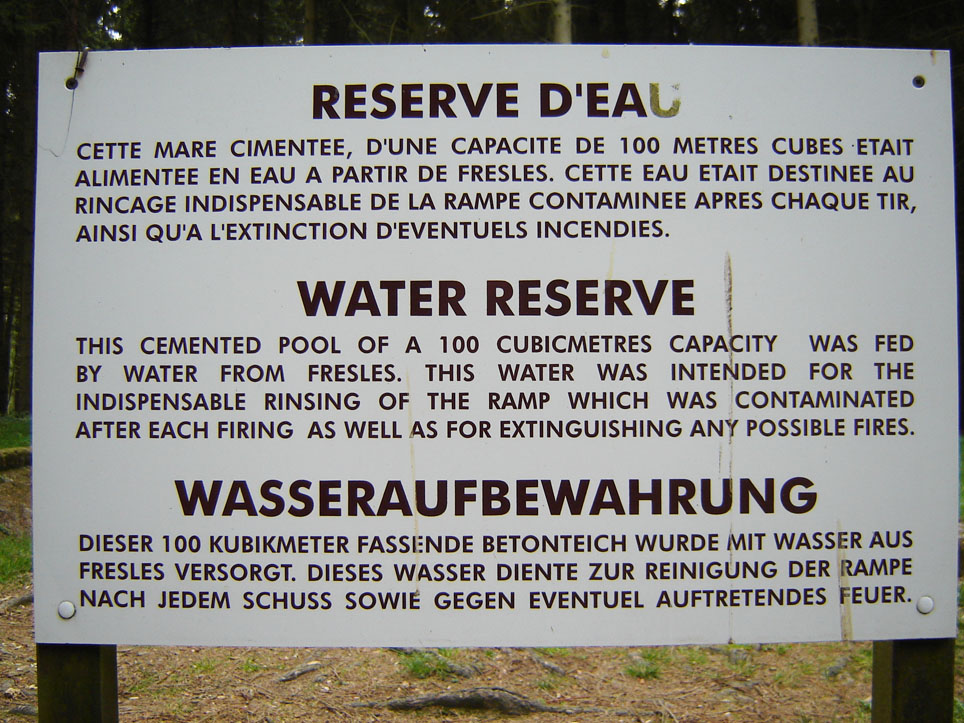 RESERVE D'EAU
CETTE MARE CIMENTEE, D'UNE CAPACITE DE 100 METRES CUBES ETAIT
ALIMENTEE EN EAU A PARTIR DE FRESLES. CETTE EAU ETAIT DESTINEE AU
RINCAGE INDISPENSABLE DE LA RAMPE CONTAMINEE APRES CHAQUE TIR,
AINSI QU'A L'EXTINCTION D'EVENTUELS INCENDIES.
WATER RESERVE
THIS CEMENTED POOL OF A 100 CUBICMETRES CAPACITY WAS FED
BY WATER FROM FRESLES. THIS WATER WAS INTENDED FOR THE
INDISPENSABLE RINSING OF THE RAMP WHICH WAS CONTAMINATED
AFTER EACH FIRING AS WELL AS FOR EXTINGUISHING ANY POSSIBLE FIRES.
WASSERAUFBEWAHRUNG
DIESER 100 KUBIKMETER FASSENDE BETONTEICH WURDE MIT WASSER AUS
FRESLES VERSORGT. DIESES WASSER DIENTE ZUR REINIGUNG DER RAMPE
NACH JEDEM SCHUSS SOWIE GEGEN EVENTUEL AUFTRETENDES FEUER.